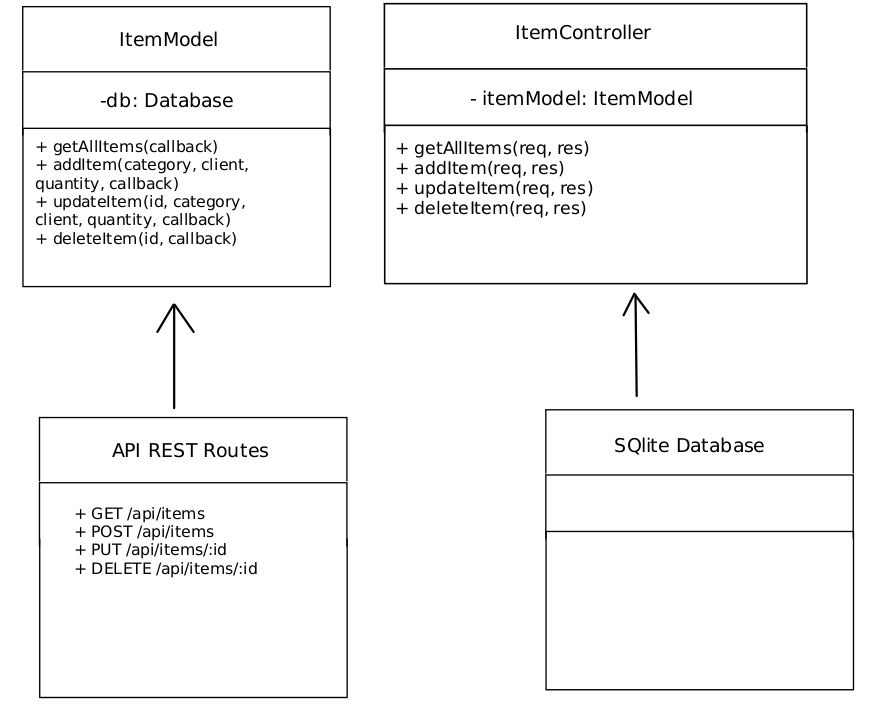 ItemModel
-db: Database
+ getAllItems(callback)
+ addItem(category, client,
quantity, callback)
+ updateItem(id, category,
client, quantity, callback)
+ deleteItem(id, callback)
ItemController
- itemModel: ItemModel
+ getAllItems(req, res)
+ addItem(req, res)
+ updateItem(req, res)
+ deleteItem(req, res)
API REST Routes
+ GET /api/items
+ POST /api/items
+ PUT /api/items/:id
+ DELETE /api/items/:id
SQlite Database